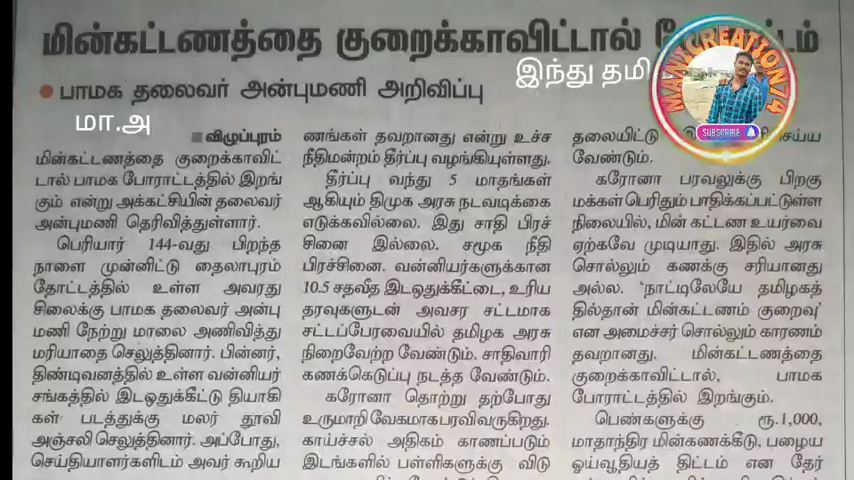 மின்கட்டணத்தை குறைக்காவிட்டால்
இந்து தமி
● பாமக தலைவர் அன்புமணி அறிவிப்பு
மா.அ
MANY CREATION 74
SUBSCRIBE
■ விழுப்புரம்
மின்கட்டணத்தை குறைக்காவிட்
டால் பாமக போராட்டத்தில் இறங்
கும் என்று அக்கட்சியின் தலைவர்
அன்புமணி தெரிவித்துள்ளார்.
பெரியார் 144-வது பிறந்த
நாளை முன்னிட்டு தைலாபுரம்
தோட்டத்தில் உள்ள அவரது
சிலைக்கு பாமக தலைவர் அன்பு
மணி நேற்று மாலை அணிவித்து
மரியாதை செலுத்தினார். பின்னர்,
திண்டிவனத்தில் உள்ள வன்னியர்
சங்கத்தில் இடஒதுக்கீட்டு தியாகி
கள் படத்துக்கு மலர் தூவி
அஞ்சலி செலுத்தினார். அப்போது,
செய்தியாளர்களிடம் அவர் கூறிய
ணங்கள் தவறானது என்று உச்ச
நீதிமன்றம் தீர்ப்பு வழங்கியுள்ளது.
தீர்ப்பு வந்து 5 மாதங்கள்
ஆகியும் திமுக அரசு நடவடிக்கை
எடுக்கவில்லை. இது சாதி பிரச்
சினை இல்லை. சமூக நீதி
பிரச்சினை. வன்னியர்களுக்கான
10.5 சதவீத இடஒதுக்கீட்டை, உரிய
தரவுகளுடன் அவசர சட்டமாக
சட்டப்பேரவையில் தமிழக அரசு
நிறைவேற்ற வேண்டும். சாதிவாரி
கணக்கெடுப்பு நடத்த வேண்டும்.
கரோனா தொற்று தற்போது
உருமாறி வேகமாக பரவி வருகிறது.
காய்ச்சல் அதிகம் காணப்படும்
இடங்களில் பள்ளிகளுக்கு விடு
தலையிட்டு
வேண்டும்.
கரோனா பரவலுக்கு பிறகு
மக்கள் பெரிதும் பாதிக்கப்பட்டுள்ள
நிலையில், மின் கட்டண உயர்வை
ஏற்கவே முடியாது. இதில் அரசு
சொல்லும் கணக்கு சரியானது
அல்ல. 'நாட்டிலேயே தமிழகத்
தில்தான் மின்கட்டணம் குறைவு'
என அமைச்சர் சொல்லும் காரணம்
தவறானது. மின்கட்டணத்தை
குறைக்காவிட்டால், பாமக
போராட்டத்தில் இறங்கும்.
பெண்களுக்கு ரூ.1,000,
மாதாந்திர மின்கணக்கீடு, பழைய
ஓய்வூதியத் திட்டம் என தேர்